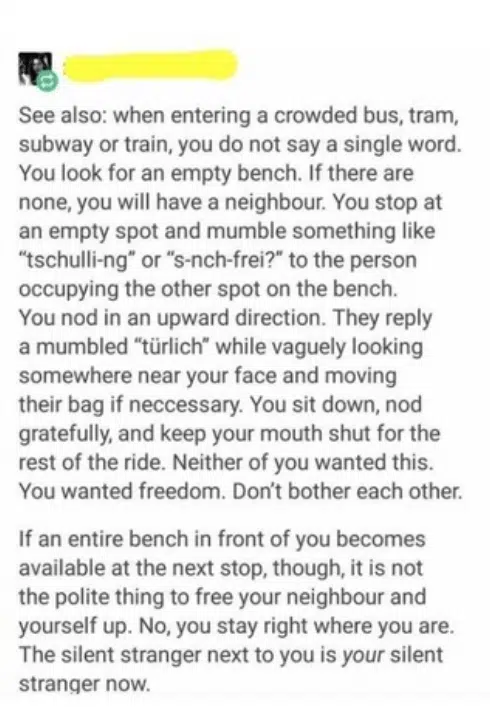 See also: when entering a crowded bus, tram,
subway or train, you do not say a single word.
You look for an empty bench. If there are
none, you will have a neighbour. You stop at
an empty spot and mumble something like
“tschulli-ng” or “s-nch-frei?” to the person
occupying the other spot on the bench.
You nod in an upward direction. They reply
a mumbled “türlich” while vaguely looking
somewhere near your face and moving
their bag if neccessary. You sit down, nod
gratefully, and keep your mouth shut for the
rest of the ride. Neither of you wanted this.
You wanted freedom. Don’t bother each other.
If an entire bench in front of you becomes
available at the next stop, though, it is not
the polite thing to free your neighbour and
yourself up. No, you stay right where you are.
The silent stranger next to you is your silent
stranger now.